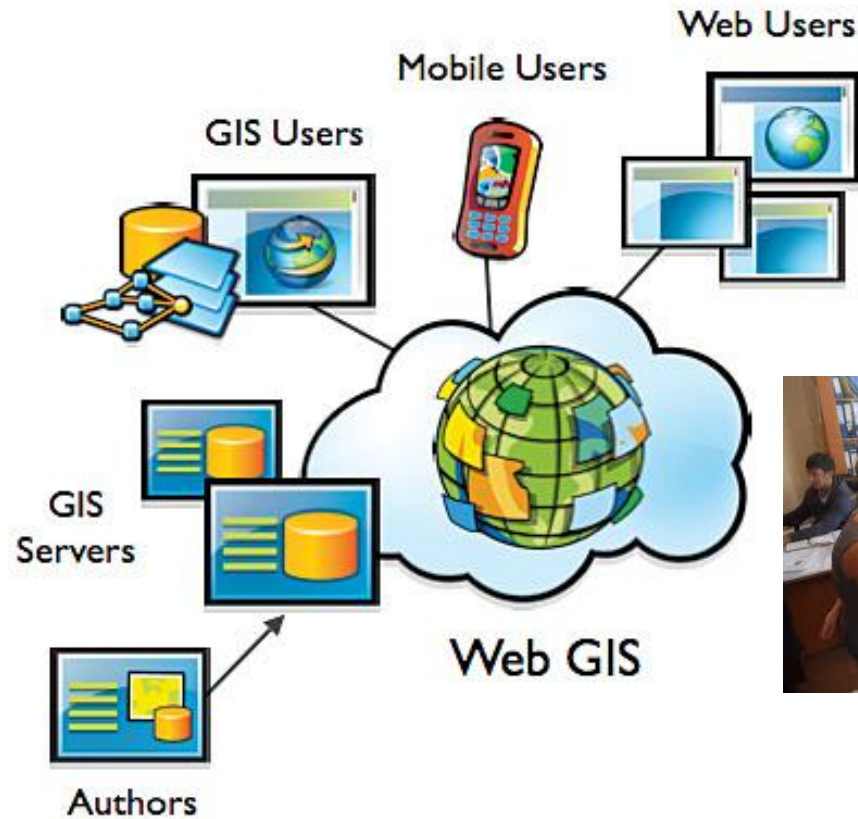 Web Users
Mobile Users
GIS Users
GIS
Servers
Web GIS
Authors